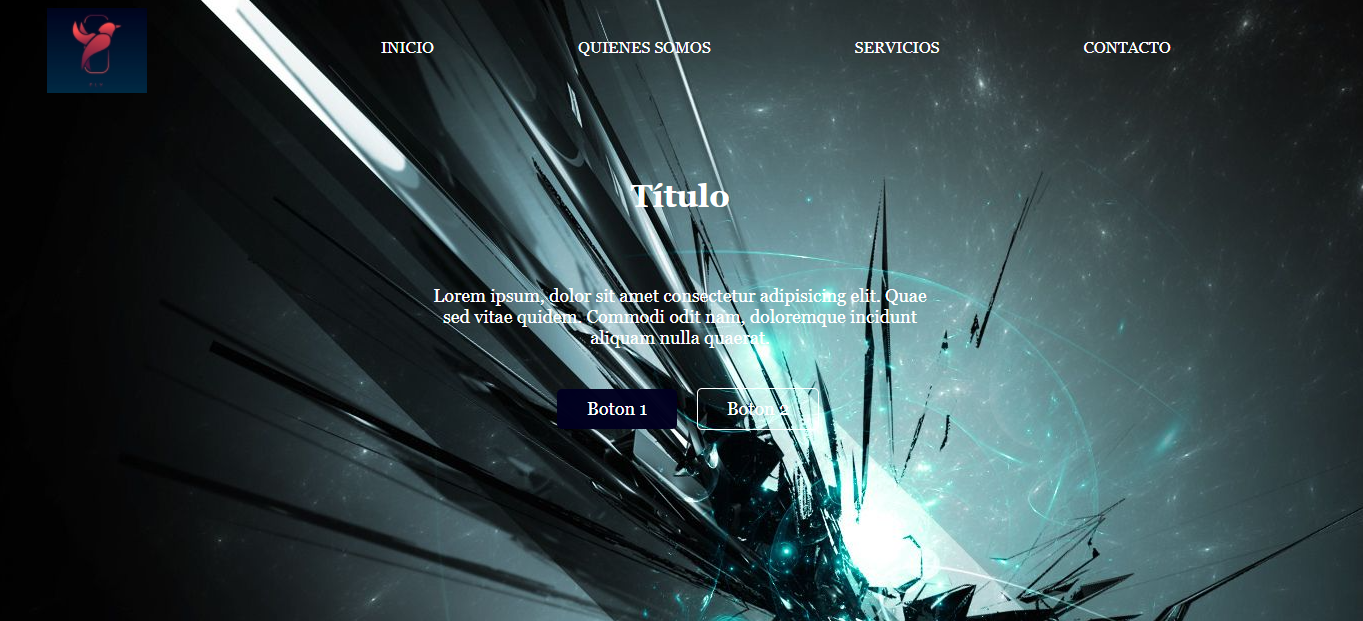 INICIO
QUIENES SOMOS
SERVICIOS
CONTACTO
Título
Lorem ipsum, dolor sit amet consectetur adipisicing elit. Quae
sed vitae quidem. Commodi odit nam, doloremque incidunt
aliquam nulla quaerat.
Boton 1
Boton 2